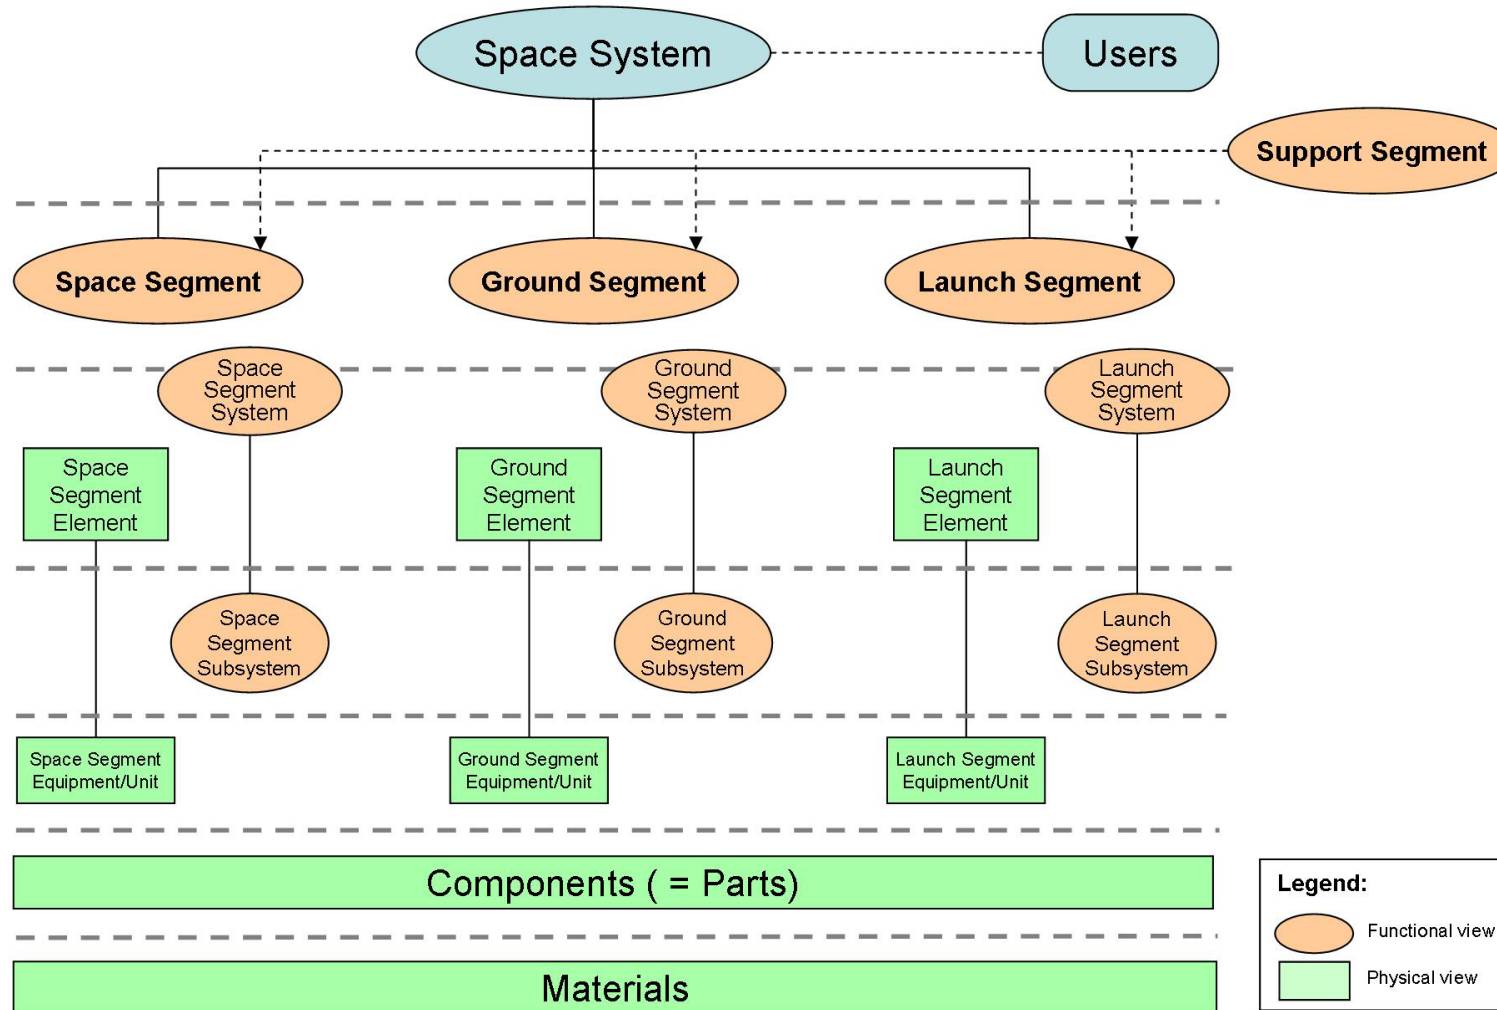 Space System
Users
Support Segment
Space Segment
Ground Segment
Launch Segment
Space
Segment
System
Ground
Segment
System
Launch
Segment
System
Space
Segment
Element
Ground
Segment
Element
Launch
Segment
Element
Space
Segment
Subsystem
Ground
Segment
Subsystem
Launch
Segment
Subsystem
Space Segment
Equipment/Unit
Ground Segment
Equipment/Unit
Launch Segment
Equipment/Unit
Components ( = Parts)
Materials
Legend:
Functional view
Physical view